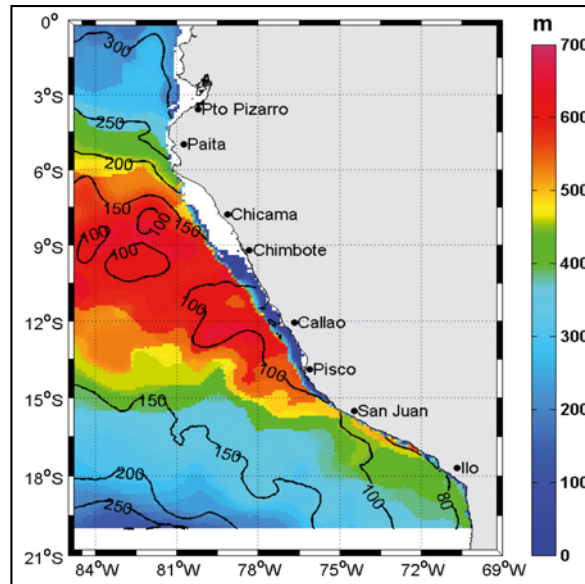 m
0°
3°S
6°S
9°S
12°S
15°S
18°S
21°S
84°W
81°W
78°W
75°W
72°W
69°W
700
600
500
400
300
200
100
0
300
250
200
150
150
100
100
100
100
100
150
150
200
250
100
80
Pto Pizarro
Paita
Chicama
Chimbote
Callao
Pisco
San Juan
Ilo